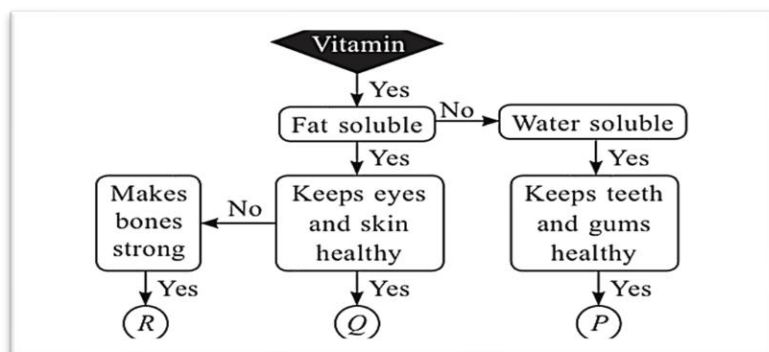 Vitamin
Yes
Fat soluble
No
Water soluble
Yes
Yes
Makes
bones
strong
No
Keeps eyes
and skin
healthy
Keeps teeth
and gums
healthy
Yes
Yes
Yes
R
Q
P